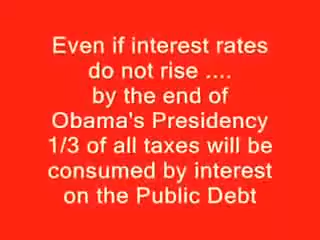 Even if interest rates
do not rise ....
by the end of
Obama's Presidency
1/3 of all taxes will be
consumed by interest
on the Public Debt